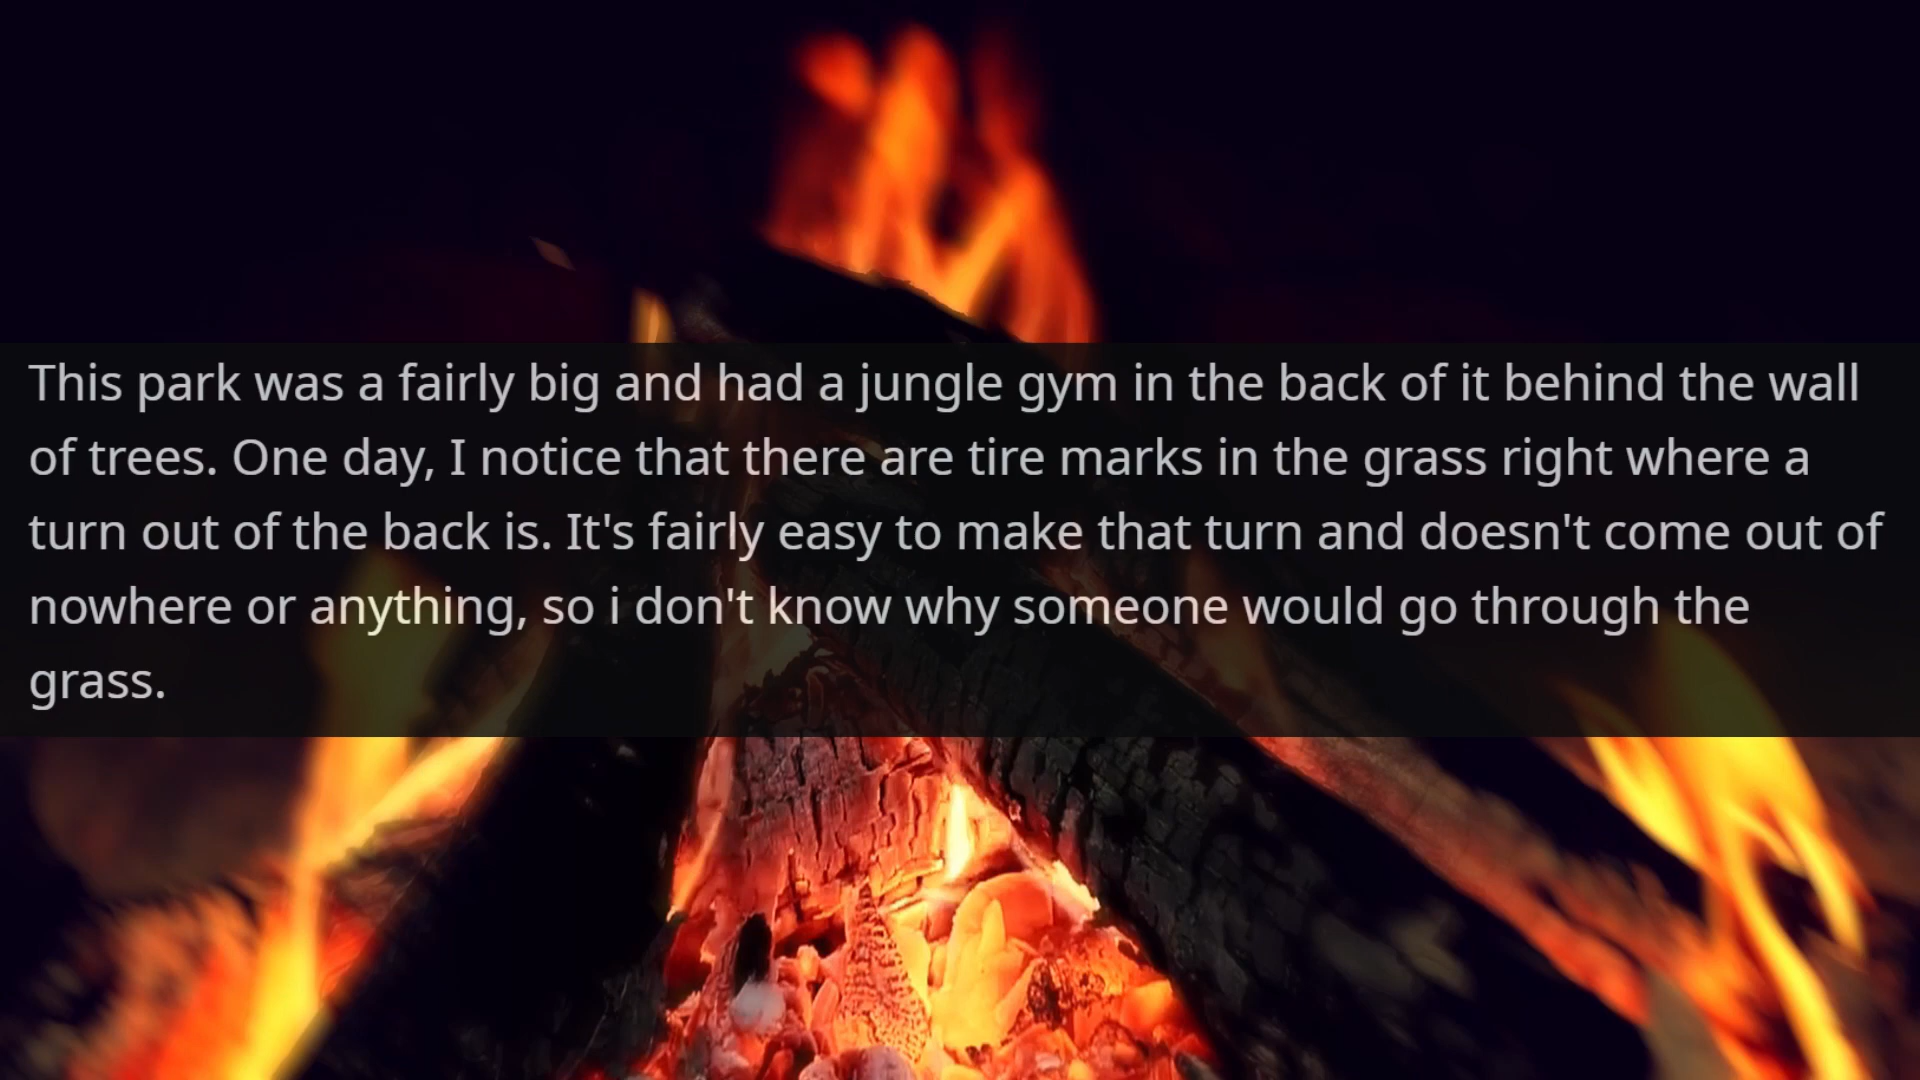 This park was a fairly big and had a jungle gym in the back of it behind the wall
of trees. One day, I notice that there are tire marks in the grass right where a
turn out of the back is. It's fairly easy to make that turn and doesn't come out of
nowhere or anything, so i don't know why someone would go through the
grass.